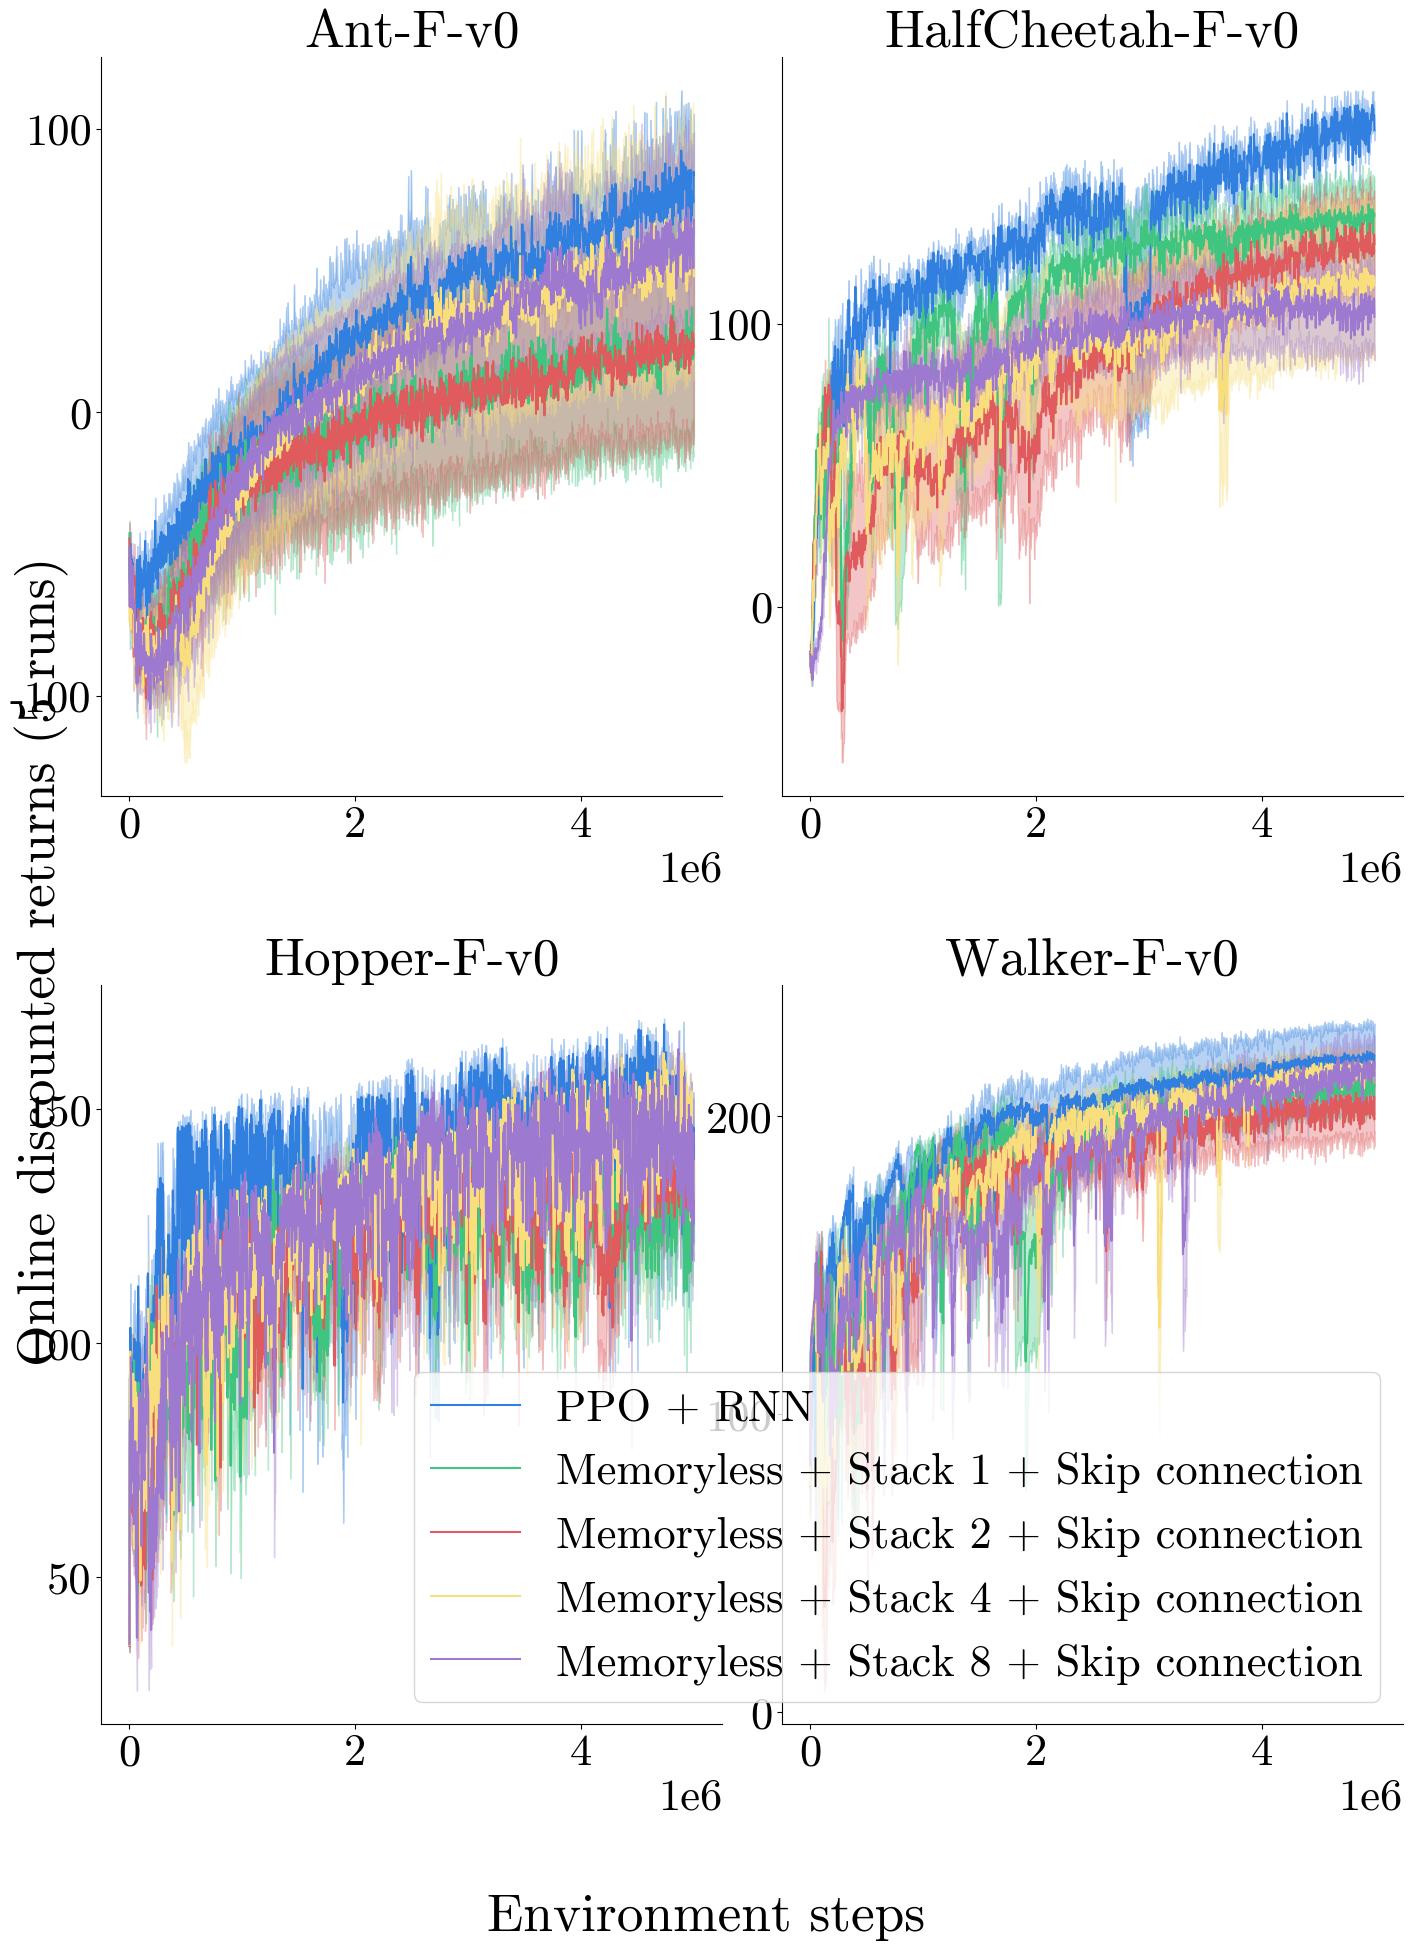 Ant-F-v0
HalfCheetah-F-v0
100
0
100
0
2
4
1e6
100
0
0
2
4
1e6
Online discounted returns (5 runs)
Hopper-F-v0
Walker-F-v0
50
0
2
4
1e6
200
100
0
0
2
4
1e6
PPO + RNN
Memoryless + Stack 1 + Skip connection
Memoryless + Stack 2 + Skip connection
Memoryless + Stack 4 + Skip connection
Memoryless + Stack 8 + Skip connection
Environment steps